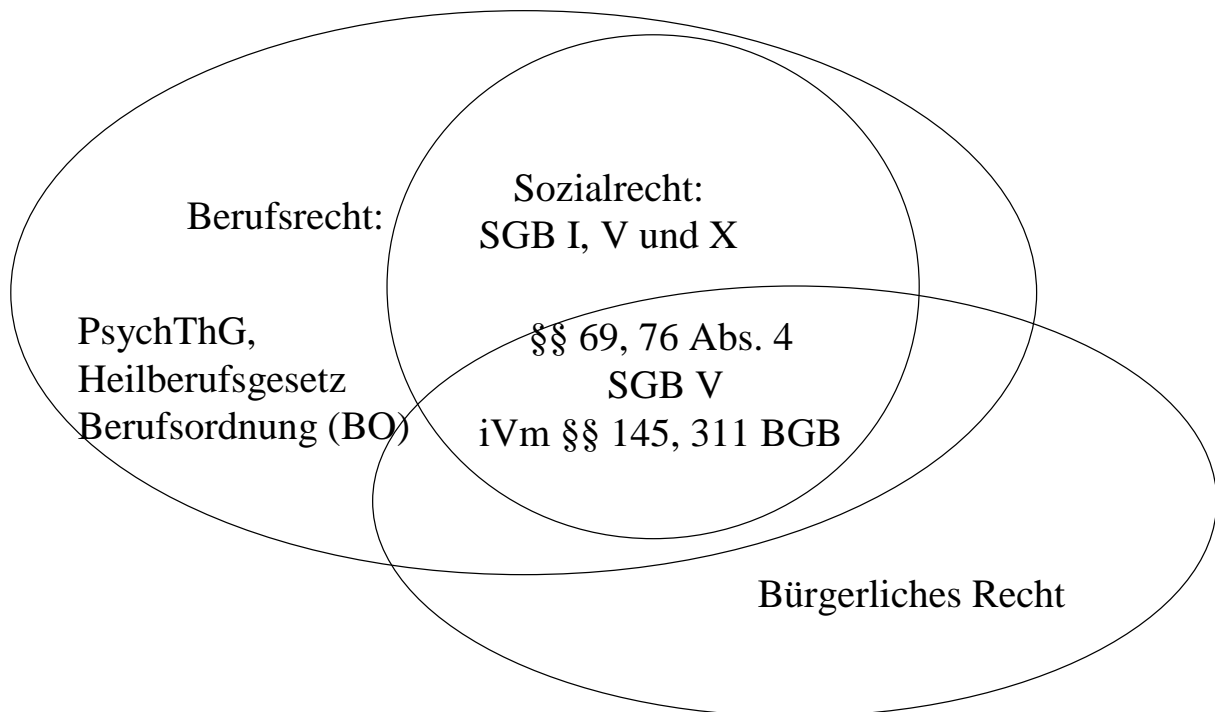 Berufsrecht:
Sozialrecht:
SGB I, V und X
PsychThG,
Heilberufsgesetz
Berufsordnung (BO)
§§ 69, 76 Abs. 4
SGB V
iVm §§ 145, 311 BGB
Bürgerliches Recht